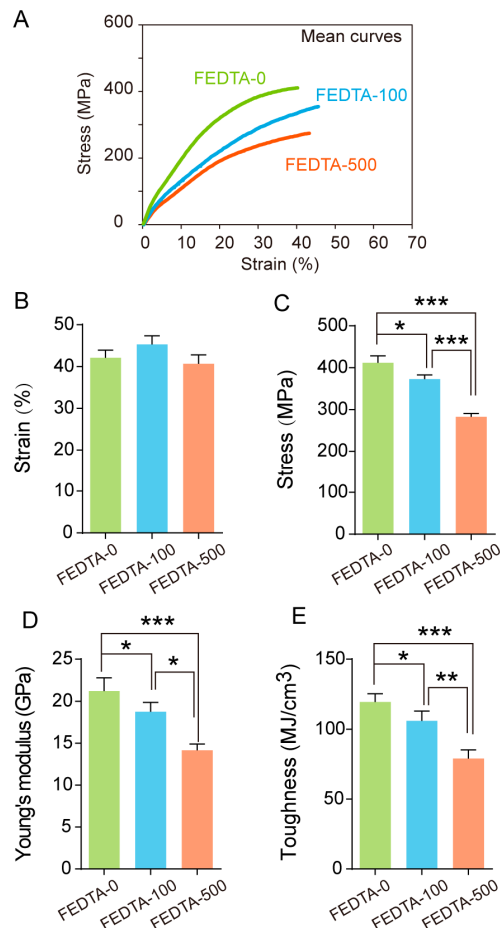 A
600
400
200
0
Stress (MPa)
Mean curves
FEDTA-0
FEDTA-100
FEDTA-500
0 10 20 30 40 50 60 70
Strain (%)
B
50
40
30
40
10
0
Strain (%)
FEDTA-0
FEDTA-100
FEDTA-500
C
400
400
300
400
100
0
Stress (MPa)
***
*
***
FEDTA-0
FEDTA-100
FEDTA-500
D
25
20
15
10
5
0
Young's modulus (GPa)
***
*
*
FEDTA-0
FEDTA-100
FEDTA-500
E
150
100
50
0
Toughness (MJ/cm³)
***
*
**
FEDTA-0
FEDTA-100
FEDTA-500